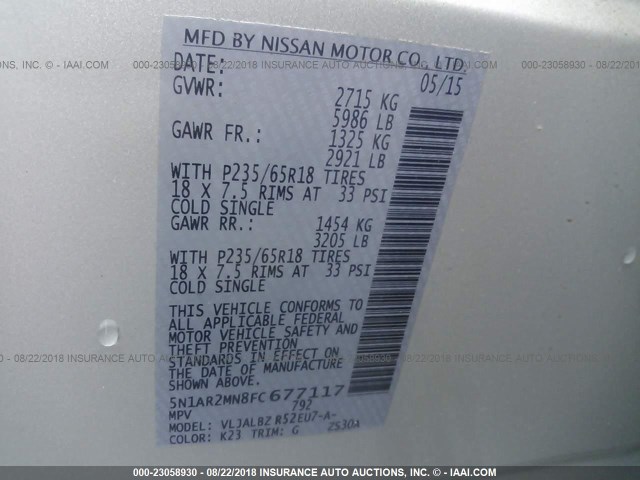 MFD BY NISSAN MOTOR CO., LTD.
DATE: 05/15
GVWR: 2715 KG
5986 LB
GAWR FR.: 1325 KG
2921 LB
WITH P235/65R18 TIRES
18 X 7.5 RIMS AT 33 PSI
COLD SINGLE
GAWR RR.: 1454 KG
3205 LB
WITH P235/65R18 TIRES
18 X 7.5 RIMS AT 33 PSI
COLD SINGLE
THIS VEHICLE CONFORMS TO
ALL APPLICABLE FEDERAL
MOTOR VEHICLE SAFETY AND
THEFT PREVENTION
STANDARDS IN EFFECT ON
THE DATE OF MANUFACTURE
SHOWN ABOVE.
5N1AR2MN8FC677117
MPV 792
MODEL: VLJALBZ R52EU7-A-
COLOR: K23 TRIM: G ZS30A
000-23058930 - 08/22/2018 INSURANCE AUTO AUCTIONS, INC. © - IAAI.COM